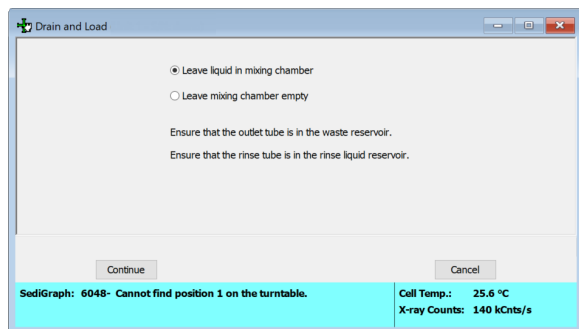 Drain and Load
Leave liquid in mixing chamber
Leave mixing chamber empty
Ensure that the outlet tube is in the waste reservoir.
Ensure that the rinse tube is in the rinse liquid reservoir.
Continue
Cancel
SediGraph: 6048- Cannot find position 1 on the turntable.
Cell Temp.: 25.6 °C
X-ray Counts: 140 kCnts/s